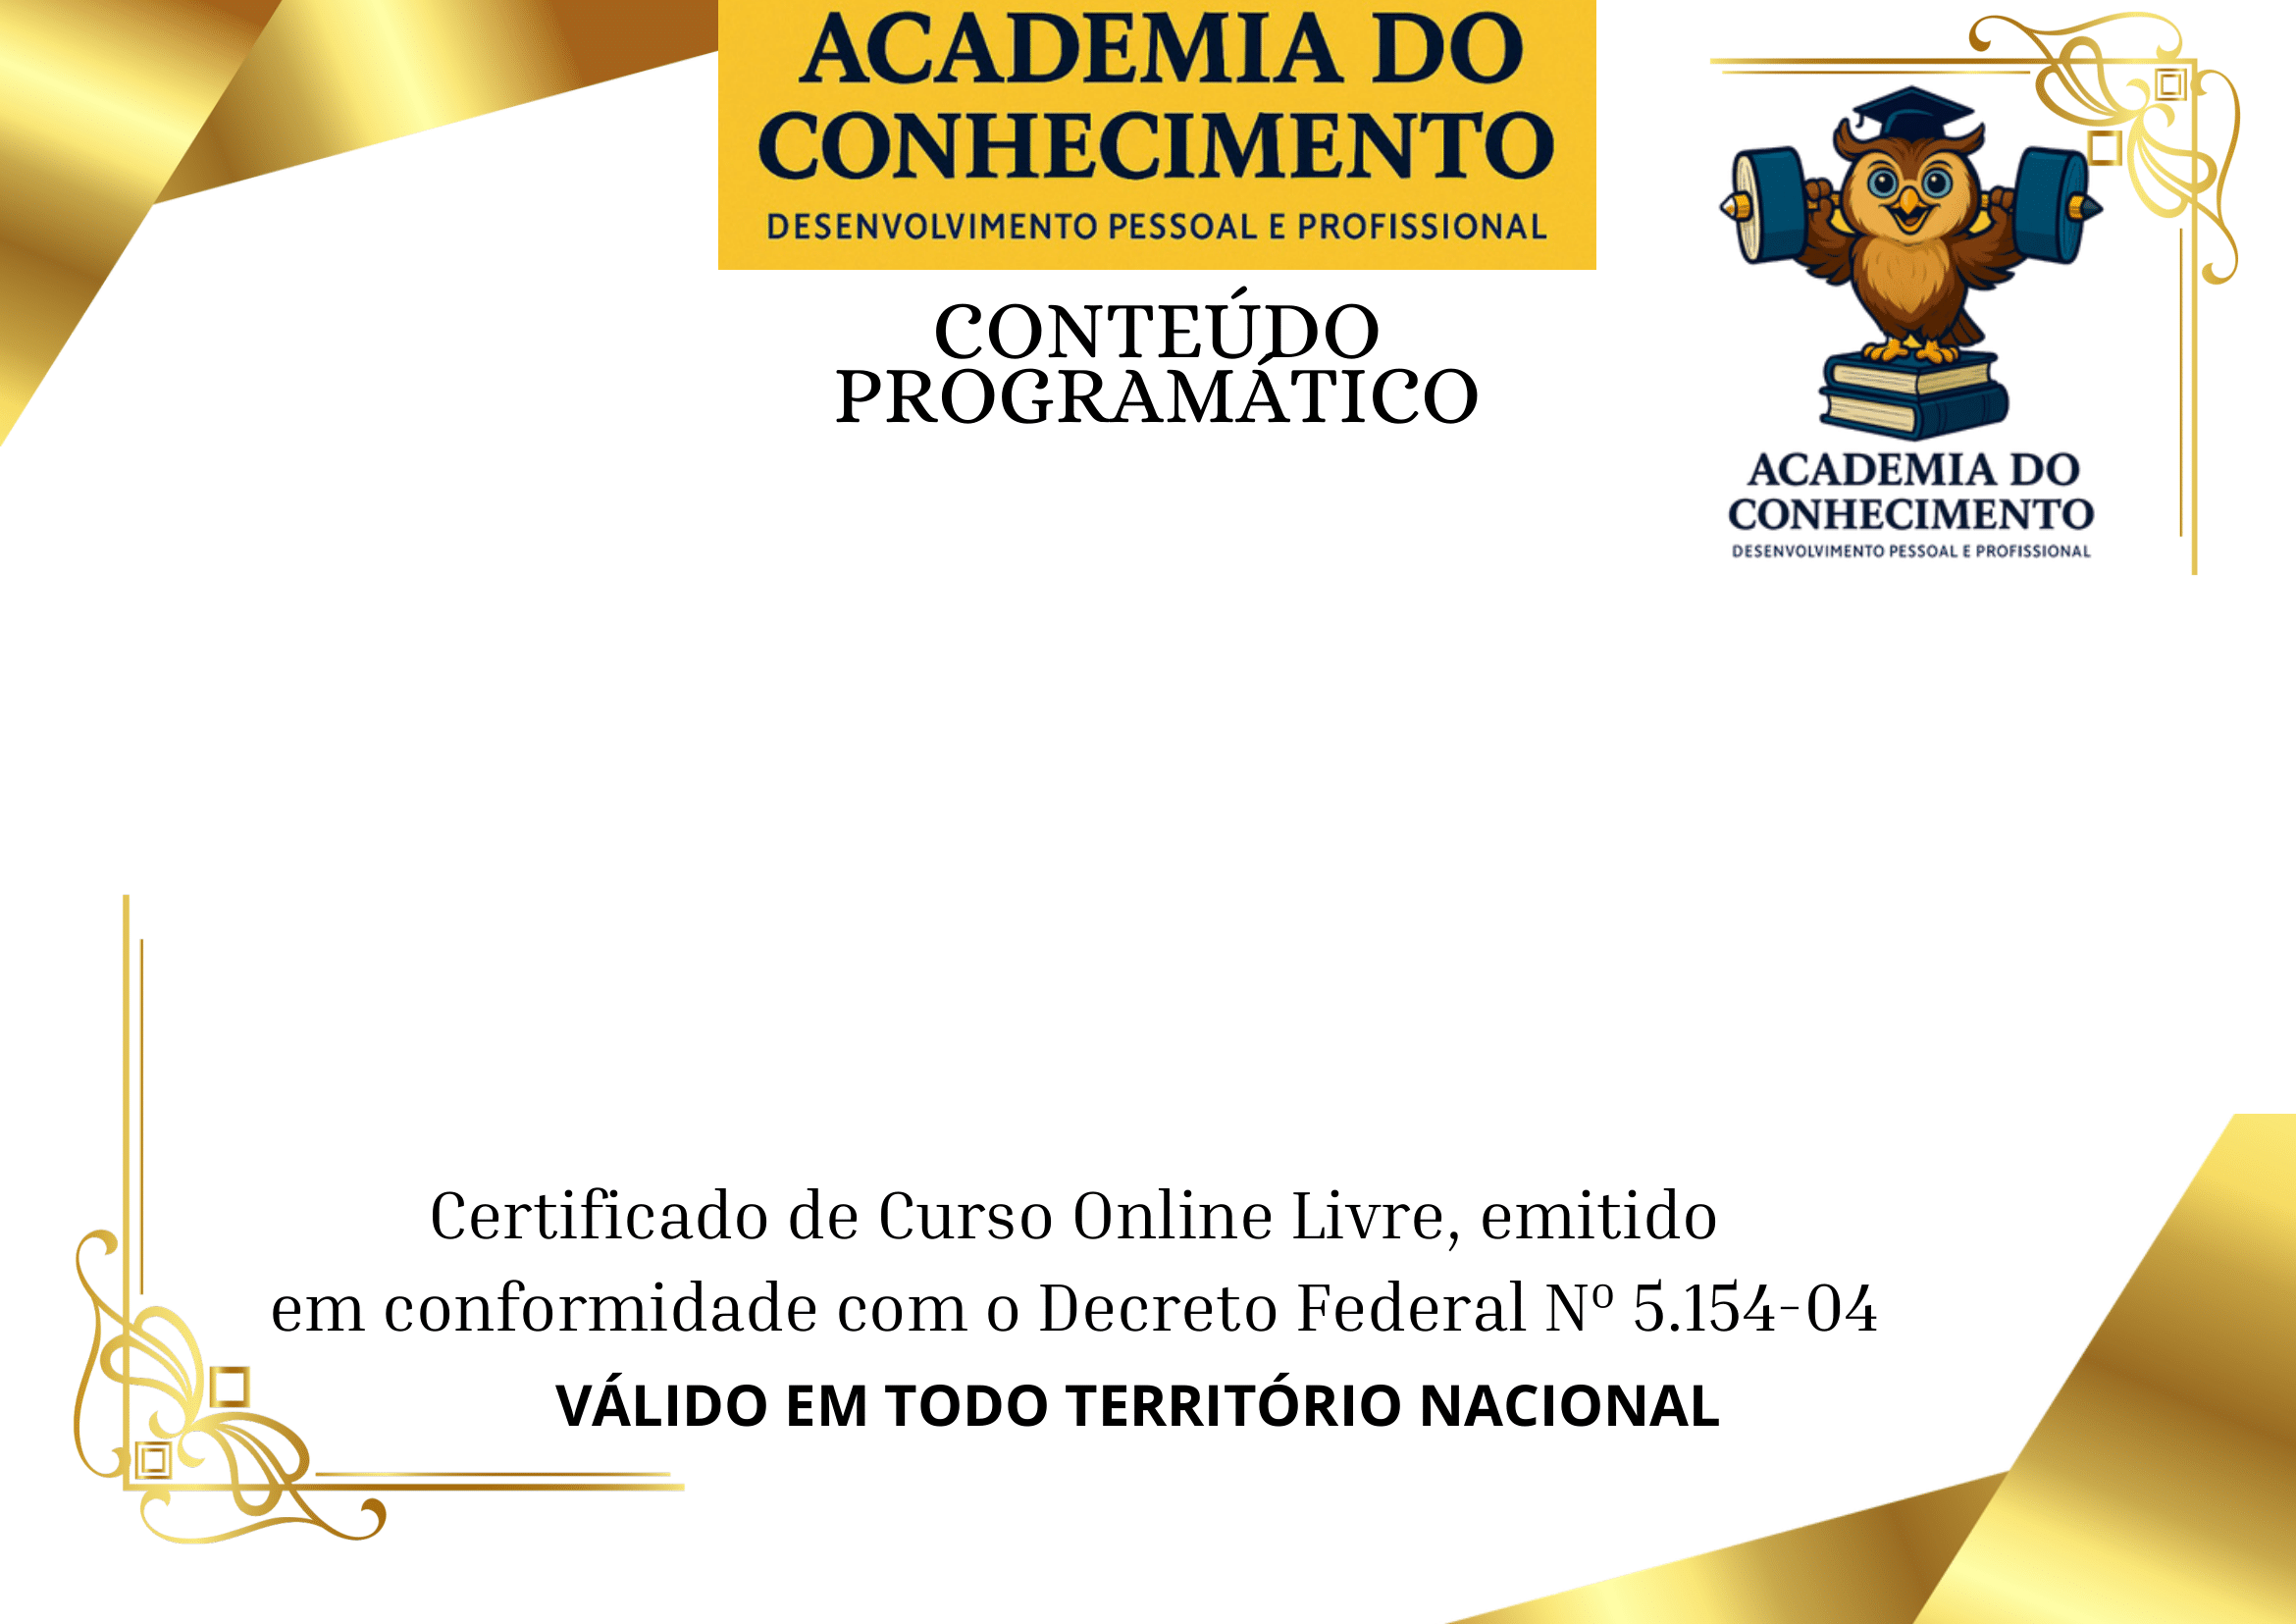 ACADEMIA DO
CONHECIMENTO
DESENVOLVIMENTO PESSOAL E PROFISSIONAL
CONTEÚDO
PROGRAMÁTICO
ACADEMIA DO
CONHECIMENTO
DESENVOLVIMENTO PESSOAL E PROFISSIONAL
Certificado de Curso Online Livre, emitido
em conformidade com o Decreto Federal Nº 5.154-04
VÁLIDO EM TODO TERRITÓRIO NACIONAL